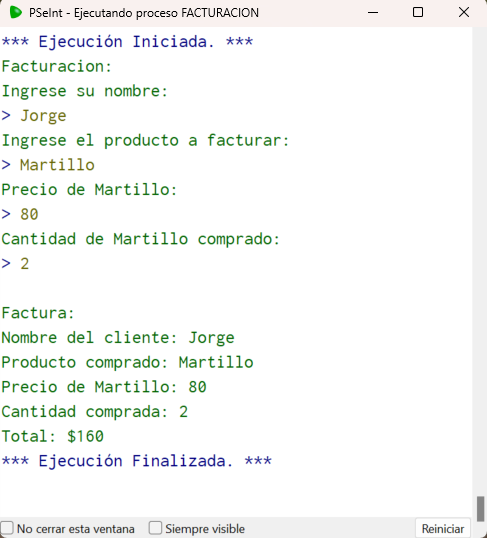 PSeInt - Ejecutando proceso FACTURACION
*** Ejecución Iniciada. ***
Facturacion:
Ingrese su nombre:
> Jorge
Ingrese el producto a facturar:
> Martillo
Precio de Martillo:
> 80
Cantidad de Martillo comprado:
> 2
Factura:
Nombre del cliente: Jorge
Producto comprado: Martillo
Precio de Martillo: 80
Cantidad comprada: 2
Total: $160
*** Ejecución Finalizada. ***
No cerrar esta ventana Siempre visible Reiniciar